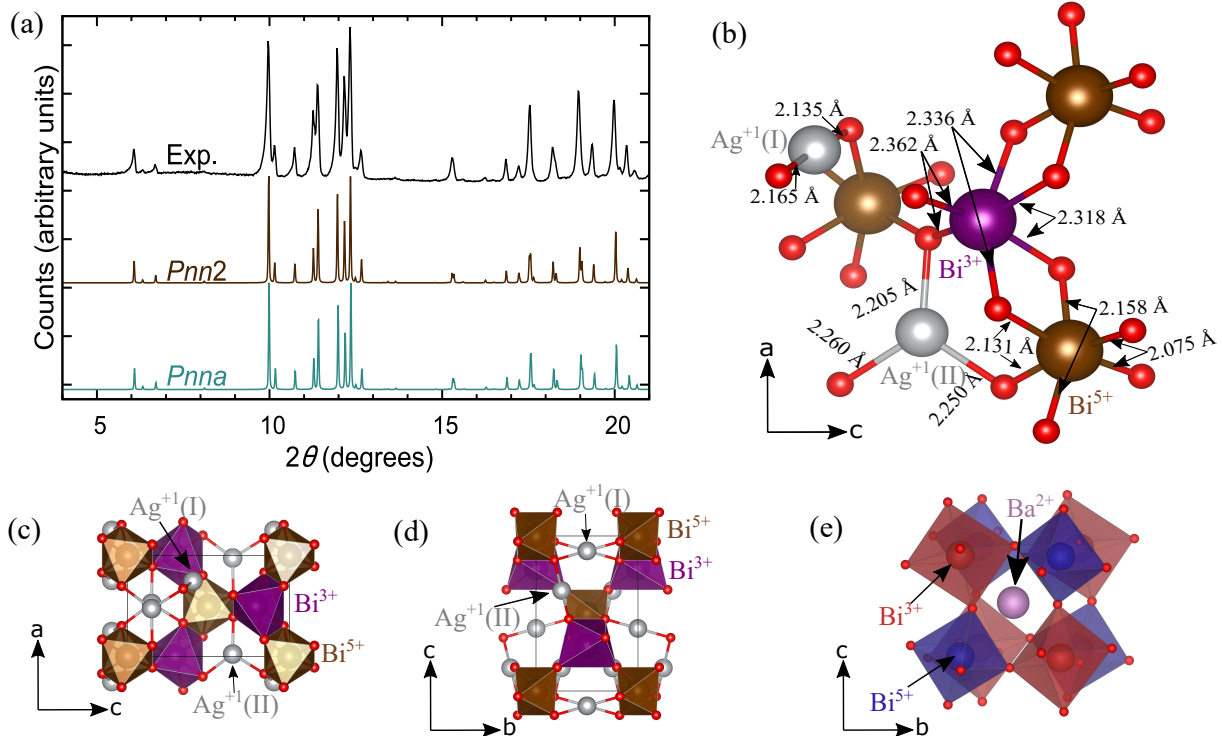 (a)
Counts (arbitrary units)
Exp.
Pnn2
Pnna
5 10 15 20
2θ (degrees)
(b)
2.135 Å
2.336 Å
Ag+1(I)
2.362 Å
2.165 Å
2.318 Å
Bi3+
2.205 Å
2.158 Å
2.260 Å
2.131 Å
2.075 Å
Ag+1(II)
2.250 Å
Bi5+
a
c
(c)
Ag+1(I)
Bi3+
Bi5+
Ag+1(II)
a
c
(d)
Ag+1(I)
Bi5+
Bi3+
Ag+1(II)
c
b
(e)
Ba2+
Bi3+
Bi5+
c
b